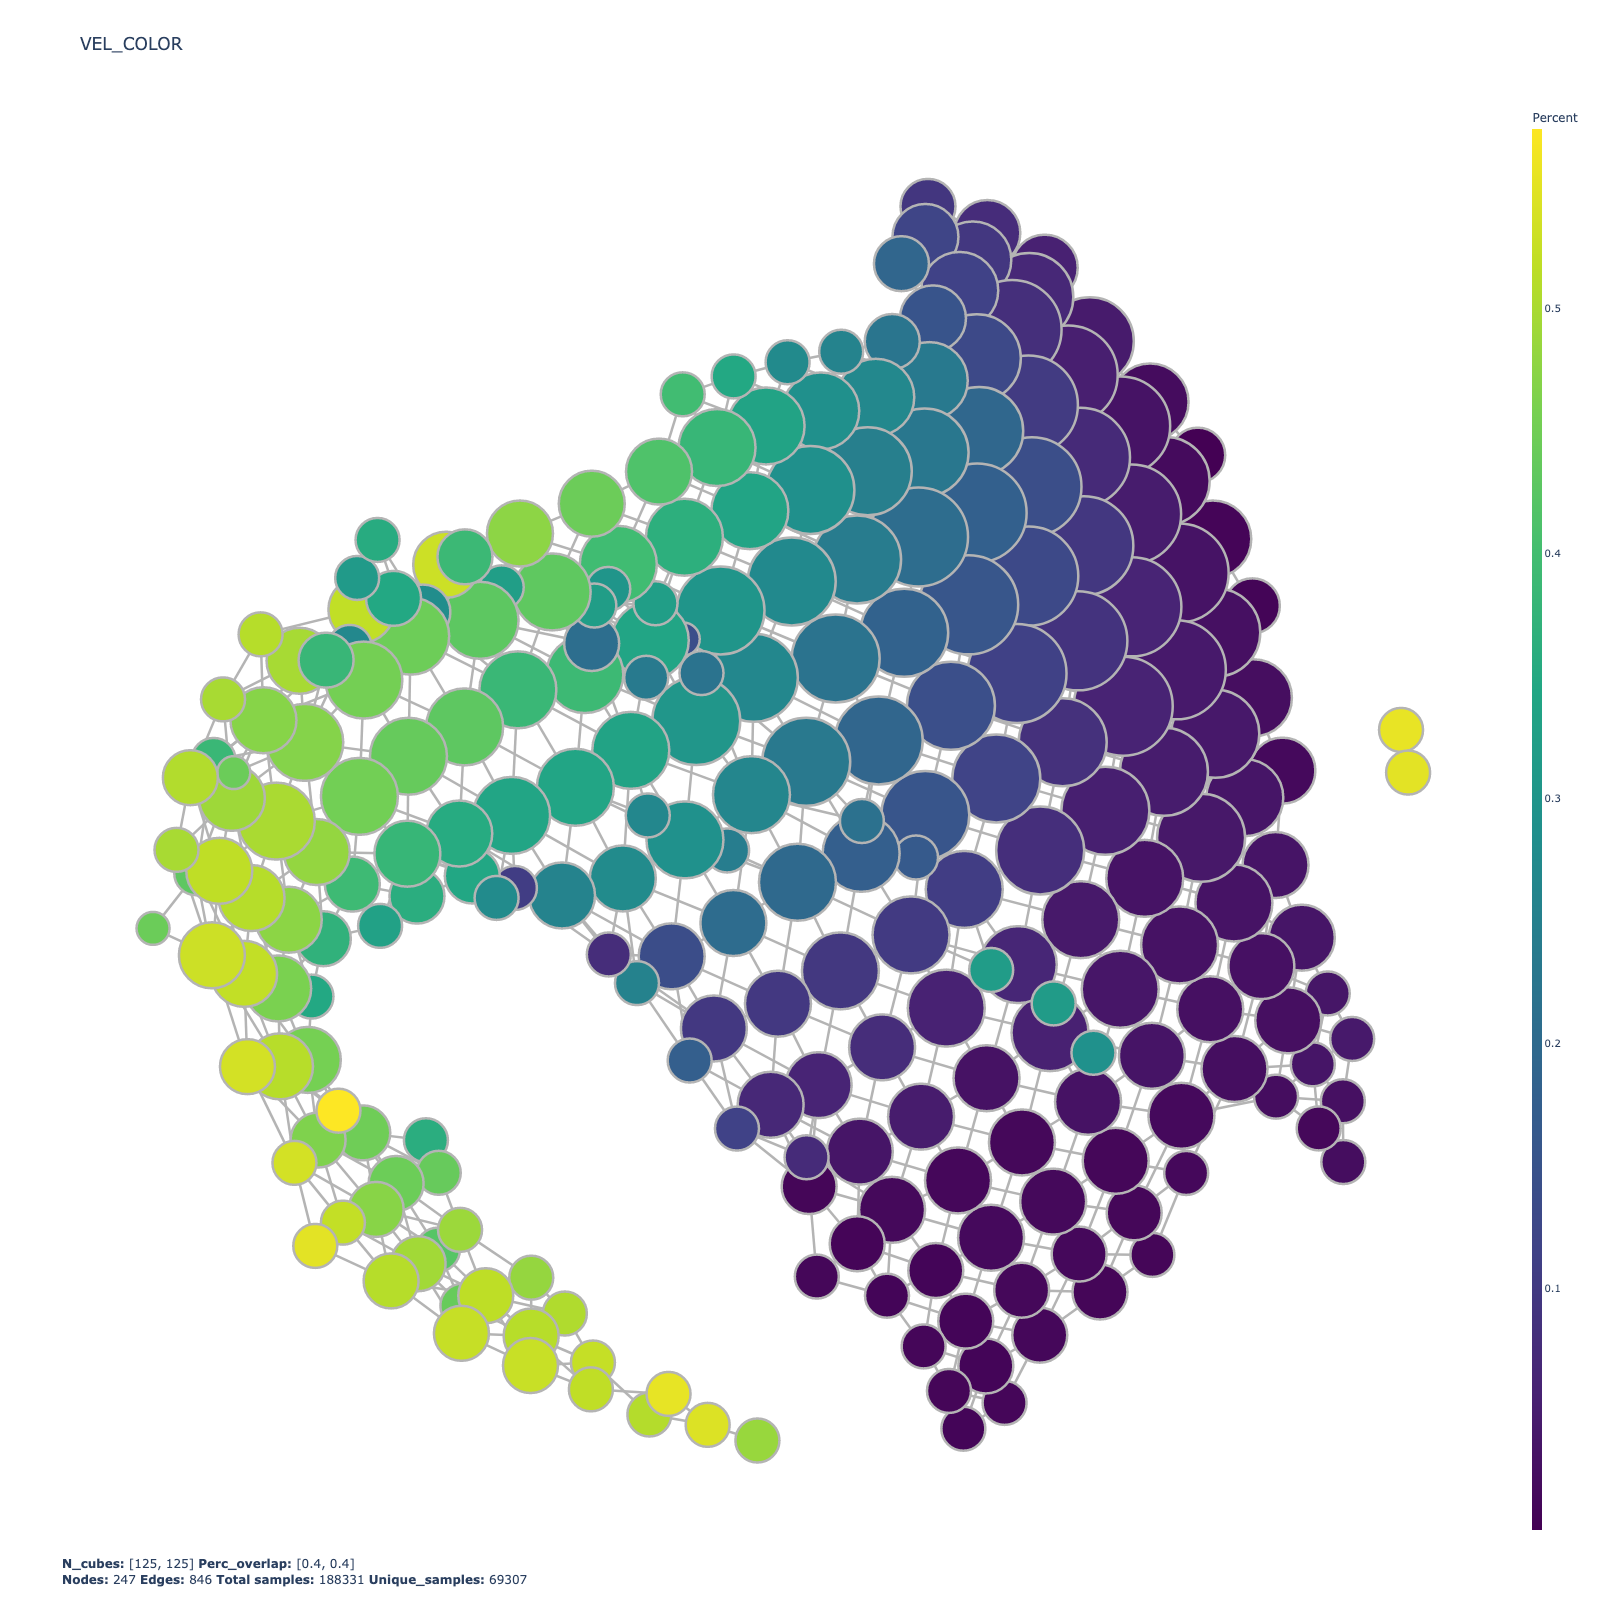 VEL_COLOR
Percent
0.5
0.4
0.3
0.2
0.1
N_cubes: [125, 125] Perc_overlap: [0.4, 0.4]
Nodes: 247 Edges: 846 Total samples: 188331 Unique_samples: 69307